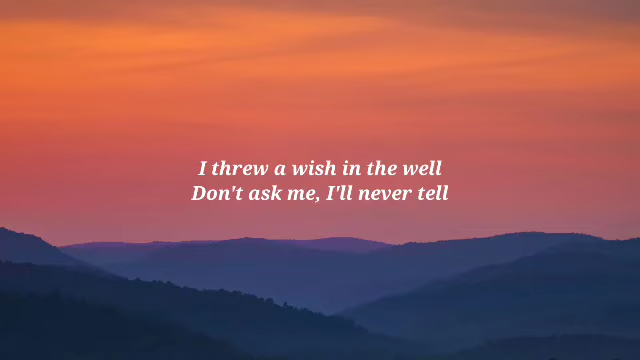 I threw a wish in the well
Don't ask me, I'll never tell